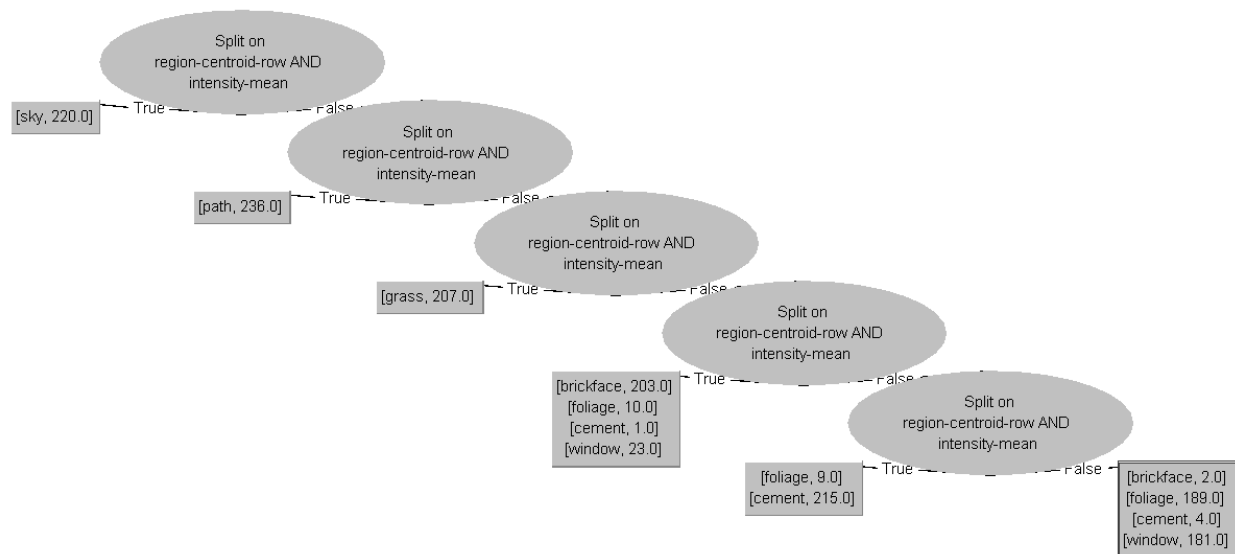 Split on
region-centroid-row AND
intensity-mean
True
False
[sky, 220.0]
Split on
region-centroid-row AND
intensity-mean
True
False
[path, 236.0]
Split on
region-centroid-row AND
intensity-mean
True
False
[grass, 207.0]
Split on
region-centroid-row AND
intensity-mean
True
False
[brickface, 203.0]
[foliage, 10.0]
[cement, 1.0]
[window, 23.0]
Split on
region-centroid-row AND
intensity-mean
True
False
[foliage, 9.0]
[cement, 215.0]
[brickface, 2.0]
[foliage, 189.0]
[cement, 4.0]
[window, 181.0]